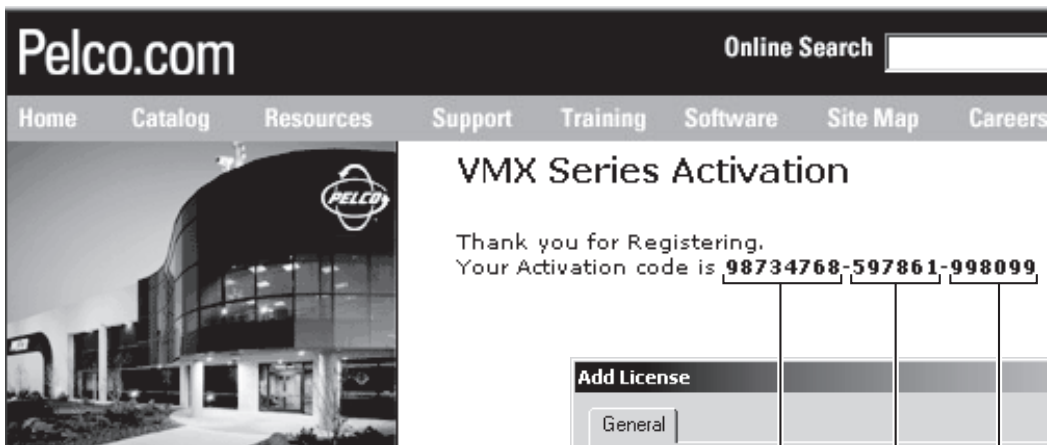 Pelco.com
Online Search
Home Catalog Resources Support Training Software Site Map Careers
PELCO
VMX Series Activation
Thank you for Registering.
Your Activation code is 98734768-597861-998099
Add License
General